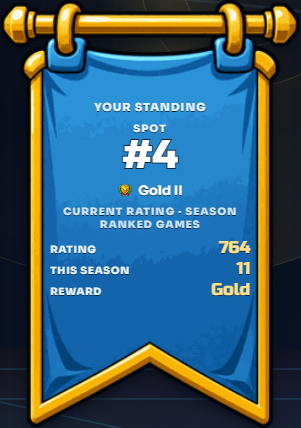 YOUR STANDING
SPOT
#4
Gold II
CURRENT RATING - SEASON
RANKED GAMES
RATING 764
THIS SEASON 11
REWARD Gold